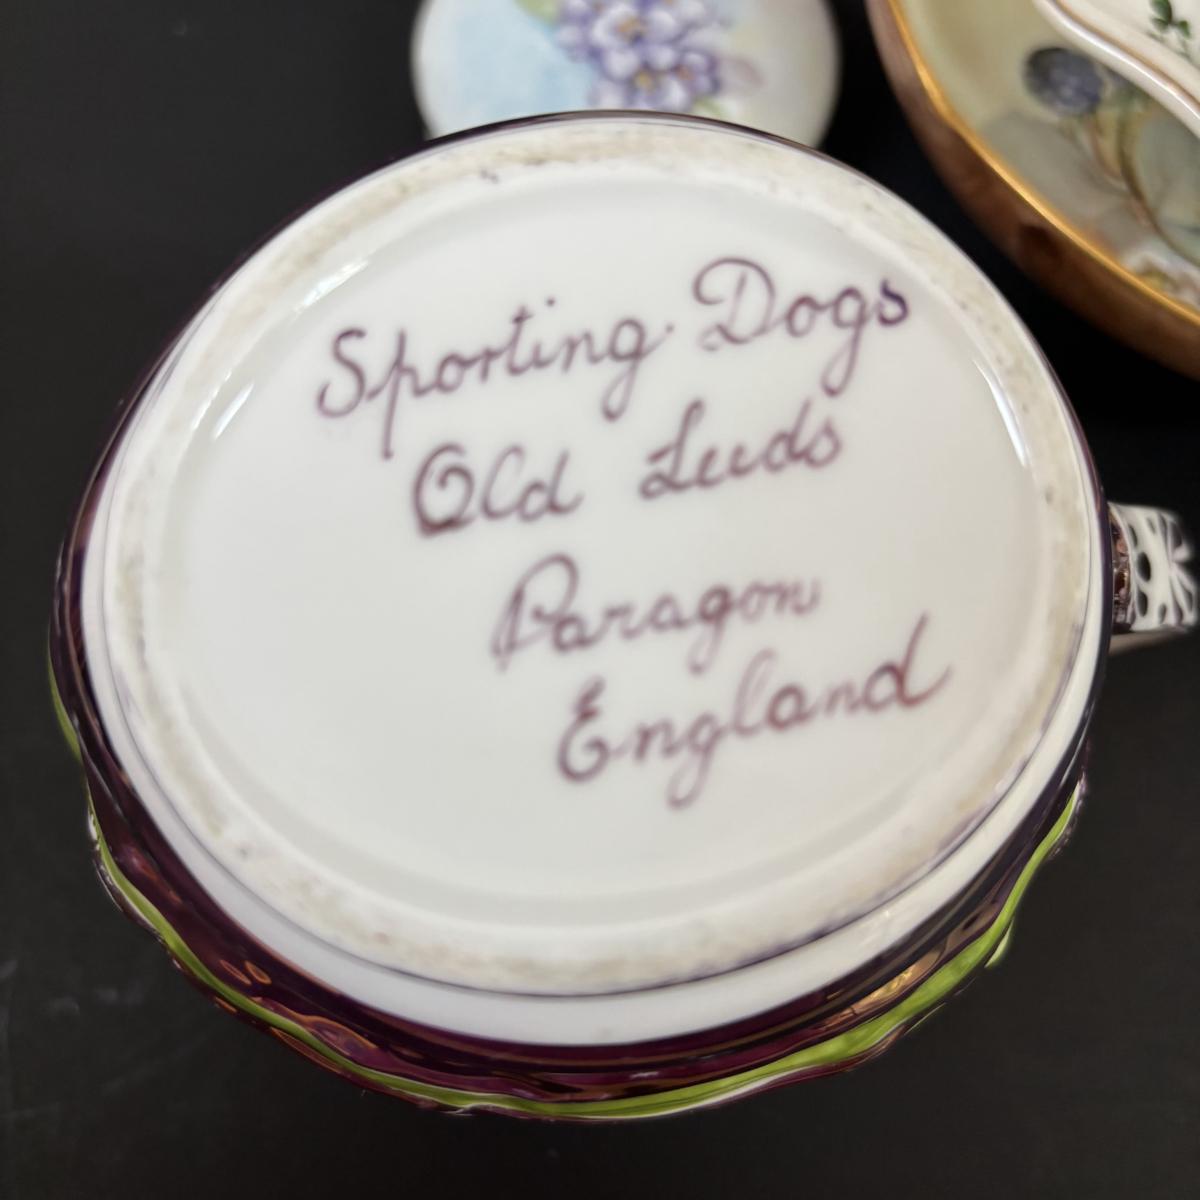 Sporting Dogs
Old Leeds
Paragon
England